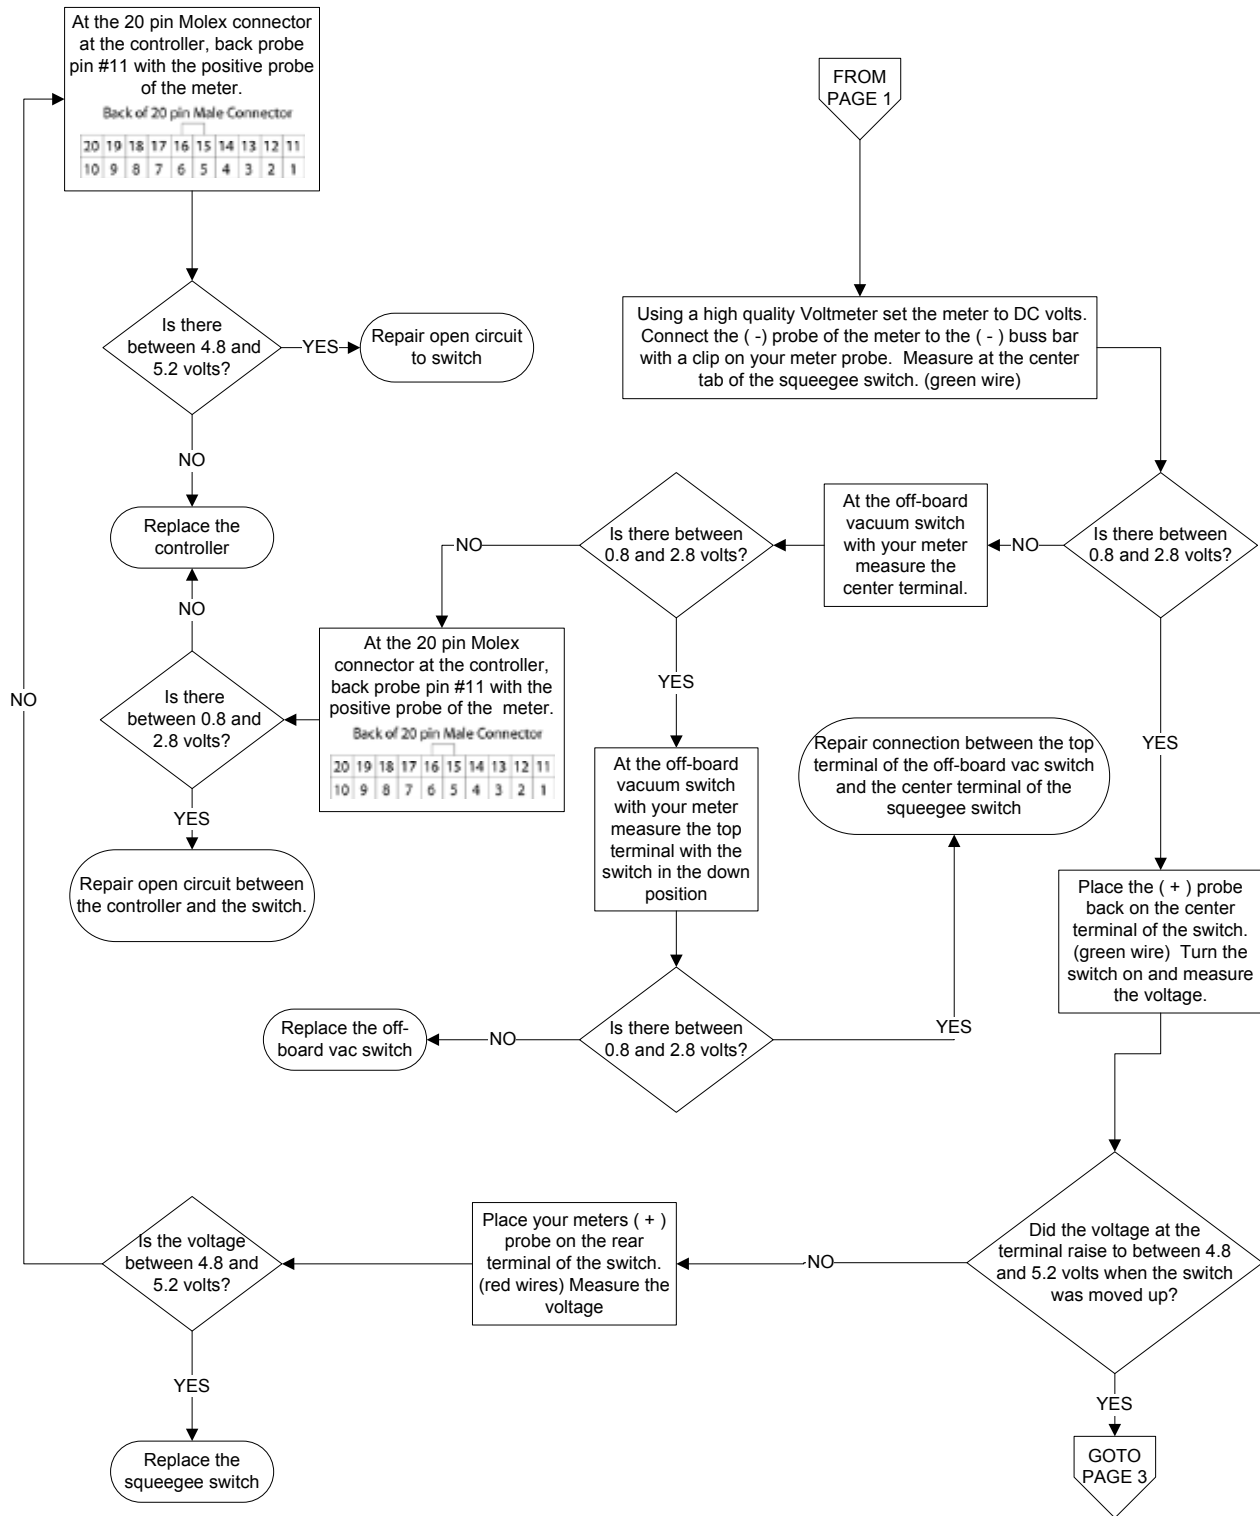 At the 20 pin Molex connector
at the controller, back probe
pin #11 with the positive probe
of the meter.
Back of 20 pin Male Connector
20 19 18 17 16 15 14 13 12 11
10 9 8 7 6 5 4 3 2 1
FROM
PAGE 1
Using a high quality Voltmeter set the meter to DC volts.
Connect the ( -) probe of the meter to the ( - ) buss bar
with a clip on your meter probe. Measure at the center
tab of the squeegee switch. (green wire)
Is there
between 4.8 and
5.2 volts?
YES
Repair open circuit
to switch
NO
Replace the
controller
Is there between
0.8 and 2.8 volts?
NO
At the off-board
vacuum switch
with your meter
measure the
center terminal.
NO
Is there between
0.8 and 2.8 volts?
NO
At the 20 pin Molex
connector at the controller,
back probe pin #11 with the
positive probe of the meter.
Back of 20 pin Male Connector
20 19 18 17 16 15 14 13 12 11
10 9 8 7 6 5 4 3 2 1
Is there
between 0.8 and
2.8 volts?
NO
YES
YES
YES
Repair open circuit between
the controller and the switch.
At the off-board
vacuum switch
with your meter
measure the top
terminal with the
switch in the down
position
Repair connection between the top
terminal of the off-board vac switch
and the center terminal of the
squeegee switch
Place the ( + ) probe
back on the center
terminal of the switch.
(green wire) Turn the
switch on and measure
the voltage.
Replace the off-
board vac switch
NO
Is there between
0.8 and 2.8 volts?
YES
Is the voltage
between 4.8 and
5.2 volts?
Place your meters ( + )
probe on the rear
terminal of the switch.
(red wires) Measure the
voltage
NO
Did the voltage at the
terminal raise to between 4.8
and 5.2 volts when the switch
was moved up?
YES
YES
Replace the
squeegee switch
GOTO
PAGE 3